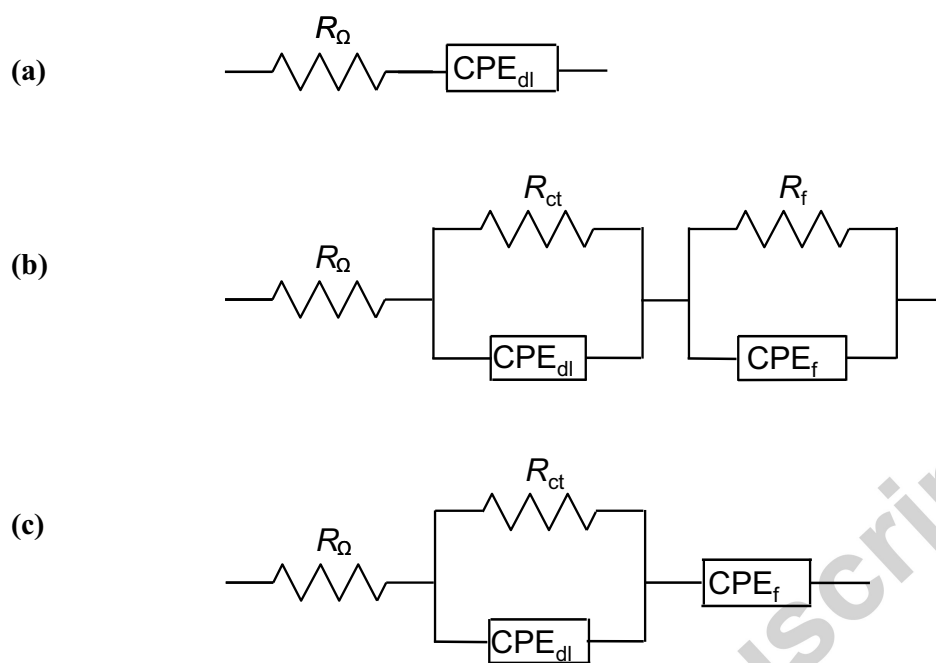 (a)
RΩ
CPEdl
(b)
RΩ
Rct
CPEdl
Rf
CPEf
(c)
RΩ
Rct
CPEdl
CPEf